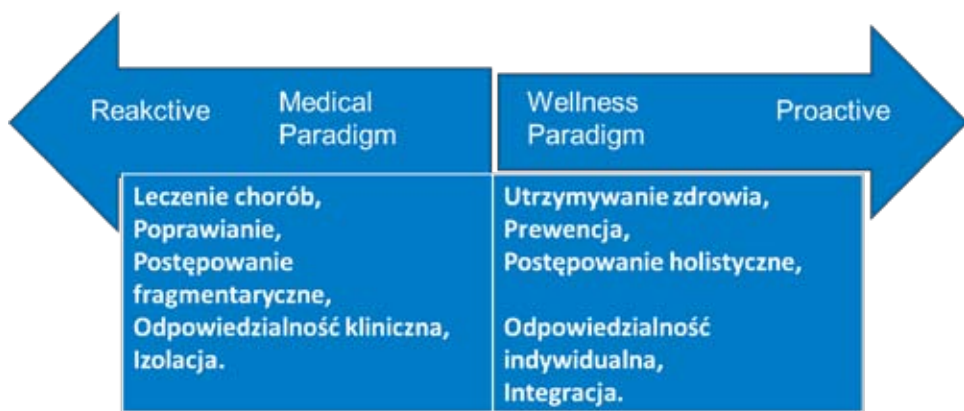 Reakctive
Medical
Paradigm
Wellness
Paradigm
Proactive
Leczenie chorób,
Poprawianie,
Postępowanie
fragmentaryczne,
Odpowiedzialność kliniczna,
Izolacja.
Utrzymywanie zdrowia,
Prewencja,
Postępowanie holistyczne,
Odpowiedzialność
indywidualna,
Integracja.